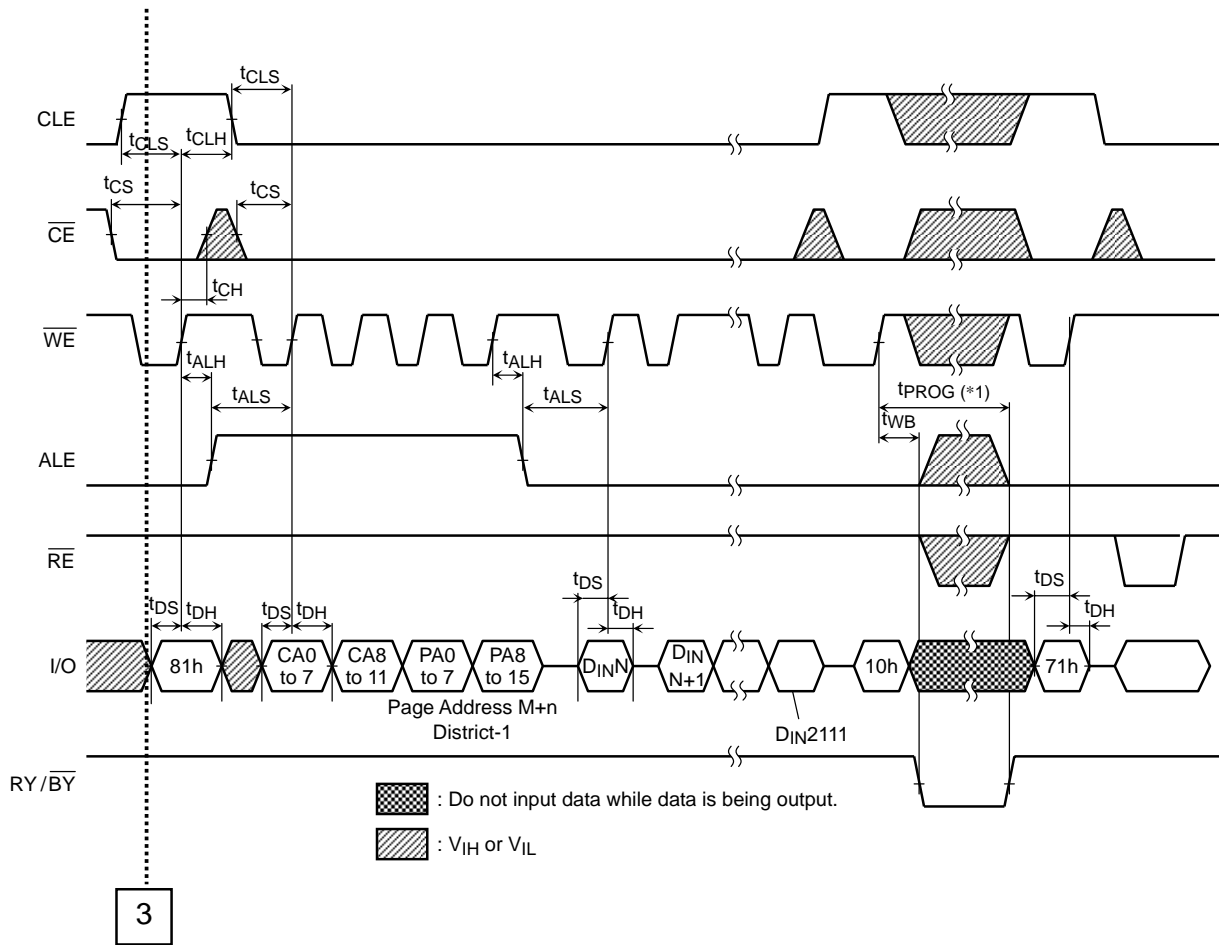 tCLS
CLE
tCLS tCLH
tCS tCS
CE
tCH
WE
tALH tALH
tALS tALS tPROG (*1)
tWB
ALE
RE
tDS tDS
tDH tDH
tDS tDH tDS tDH
I/O 81h CA0 to 7 CA8 to 11 PA0 to 7 PA8 to 15 DINN DIN N+1 10h 71h
Page Address M+n
District-1
DIN2111
RY/BY
: Do not input data while data is being output.
: VIH or VIL
3